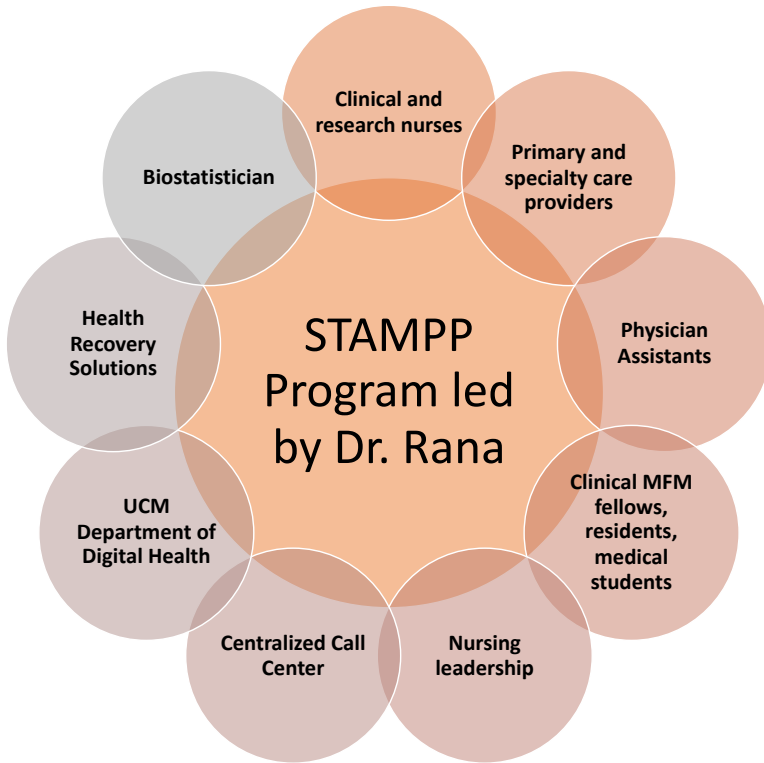 Clinical and
research nurses
Primary and
specialty care
providers
Physician
Assistants
Clinical MFM
fellows,
residents,
medical
students
Nursing
leadership
Centralized Call
Center
UCM
Department of
Digital Health
Health
Recovery
Solutions
Biostatistician
STAMPP
Program led
by Dr. Rana